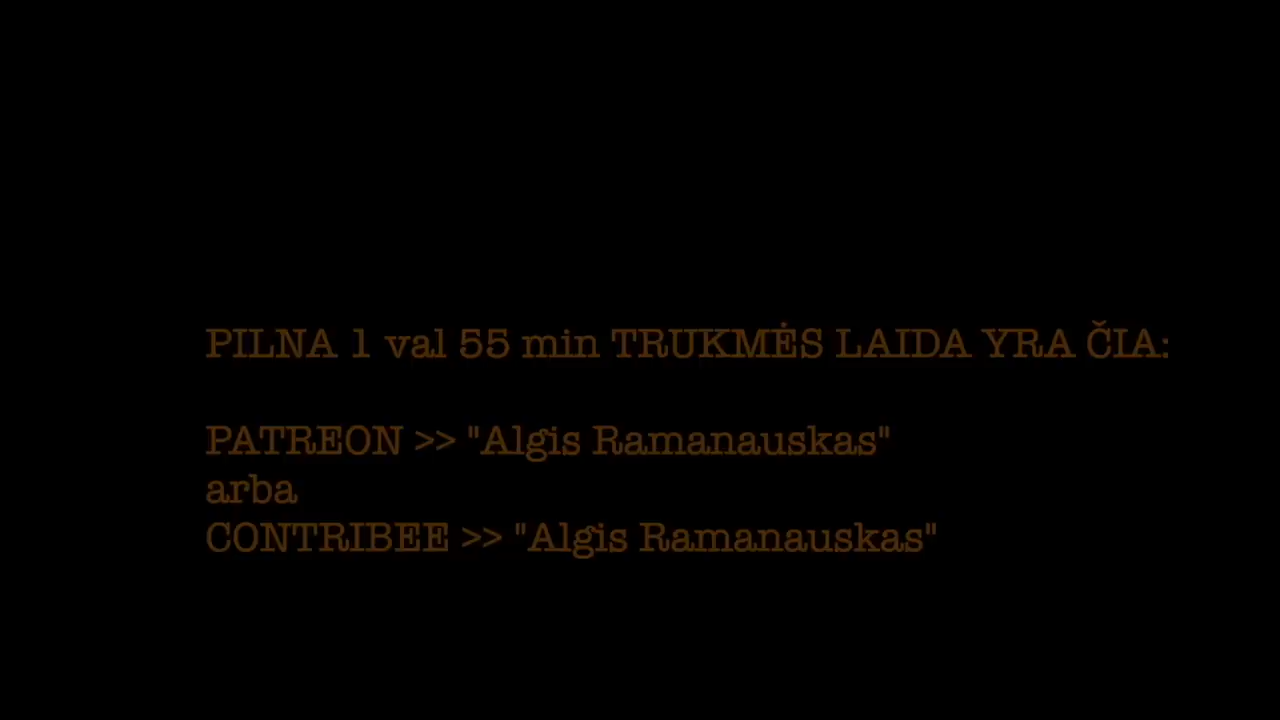 PILNA 1 val 55 min TRUKMĖS LAIDA YRA ČIA:
PATREON >> "Algis Ramanauskas"
arba
CONTRIBEE >> "Algis Ramanauskas"